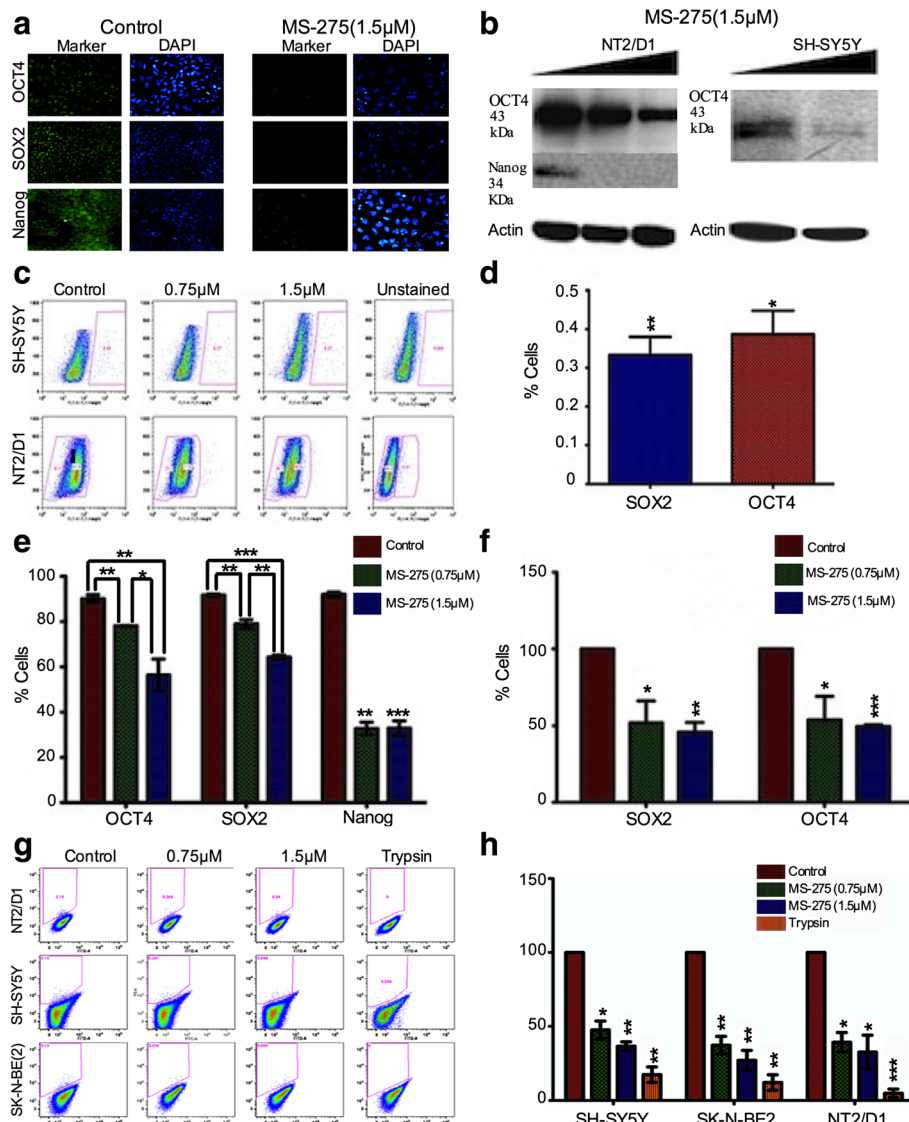 a
Control
MS-275(1.5µM)
Marker
DAPI
Marker
DAPI
OCT4
SOX2
Nanog
b
MS-275(1.5µM)
NT2/D1
SH-SY5Y
OCT4
43
kDa
Nanog
34
KDa
Actin
OCT4
43
kDa
Actin
c
Control
0.75µM
1.5µM
Unstained
SH-SY5Y
NT2/D1
d
% Cells
0.5
0.4
0.3
0.4
0.1
0
**
*
SOX2
OCT4
e
Control
MS-275 (0.75µM)
MS-275 (1.5µM)
% Cells
100
80
60
40
20
0
**
**
*
***
**
**
**
***
OCT4
SOX2
Nanog
f
Control
MS-275 (0.75µM)
MS-275 (1.5µM)
% Cells
150
100
50
0
*
**
*
***
SOX2
OCT4
g
Control
0.75µM
1.5µM
Trypsin
NT2/D1
SH-SY5Y
SK-N-BE(2)
h
Control
MS-275 (0.75µM)
MS-275 (1.5µM)
Trypsin
100
50
0
*
**
**
**
**
**
*
*
***
SH-SY5Y
SK-N-BE2
NT2/D1